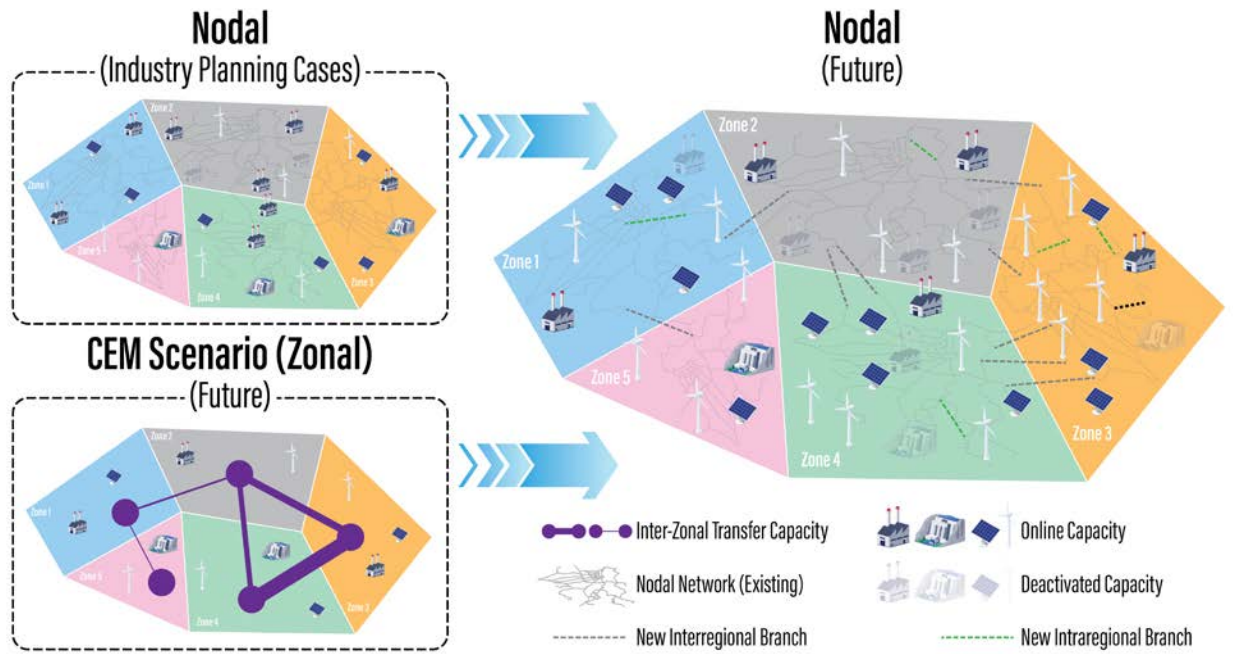 Nodal
(Industry Planning Cases)
Zone 2
Zone 1
Zone 5
Zone 4
Zone 3
CEM Scenario (Zonal)
(Future)
Zone 2
Zone 1
Zone 5
Zone 4
Zone 3
Nodal
(Future)
Zone 2
Zone 1
Zone 5
Zone 4
Zone 3
Inter-Zonal Transfer Capacity
Online Capacity
Nodal Network (Existing)
Deactivated Capacity
New Interregional Branch
New Intraregional Branch